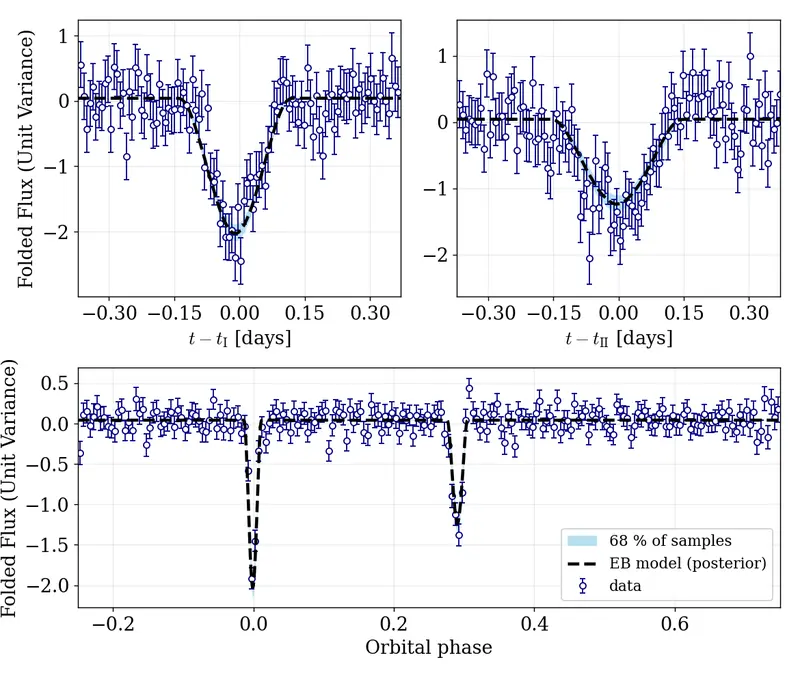 Folded Flux (Unit Variance)
1
0
−1
−2
−0.30 −0.15 0.00 0.15 0.30
t − tI [days]
1
0
−1
−2
−0.30 −0.15 0.00 0.15 0.30
t − tII [days]
Folded Flux (Unit Variance)
0.5
0.0
−0.5
−1.0
−1.5
−2.0
68 % of samples
EB model (posterior)
data
−0.2 0.0 0.2 0.4 0.6
Orbital phase